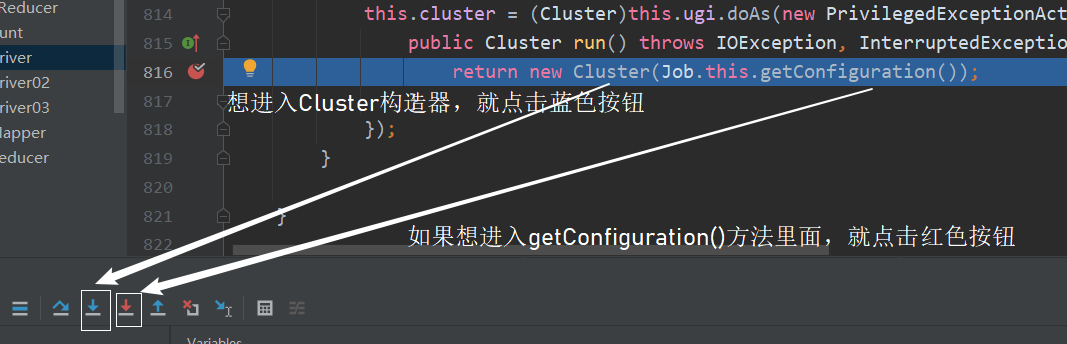 Reducer
unt
river
river02
river03
Mapper
educer
814 this.cluster = (Cluster)this.ugi.doAs(new PrivilegedExceptionAct
815 public Cluster run() throws IOException, InterruptedExceptio
816 return new Cluster(Job.this.getConfiguration());
817
想进入Cluster构造器，就点击蓝色按钮
818 });
819 }
820
821 }
822
如果想进入getConfiguration()方法里面，就点击红色按钮
Variables